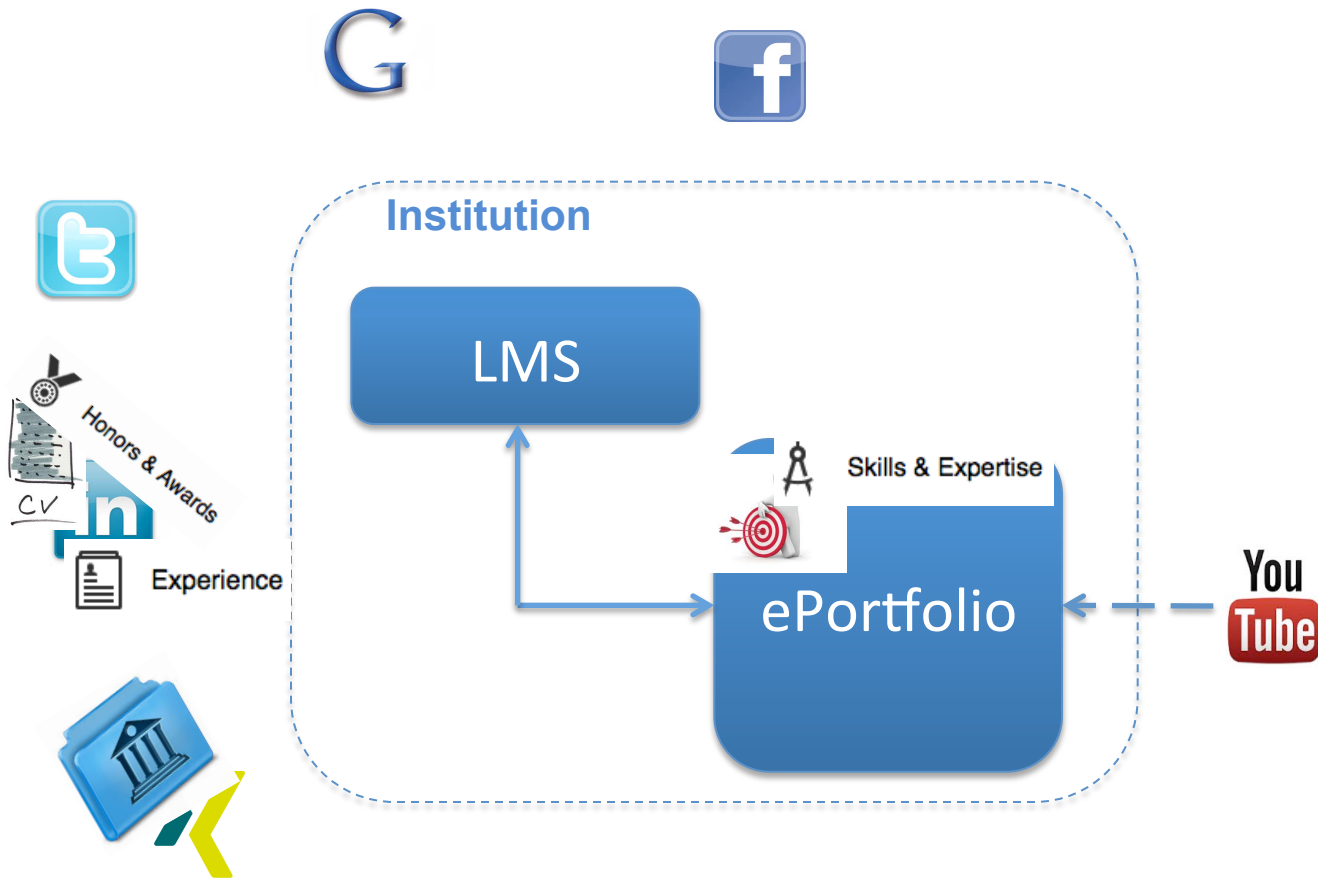 G
f
Institution
t
LMS
Honors & Awards
CV
in
Skills & Expertise
Experience
ePortfolio
You
Tube